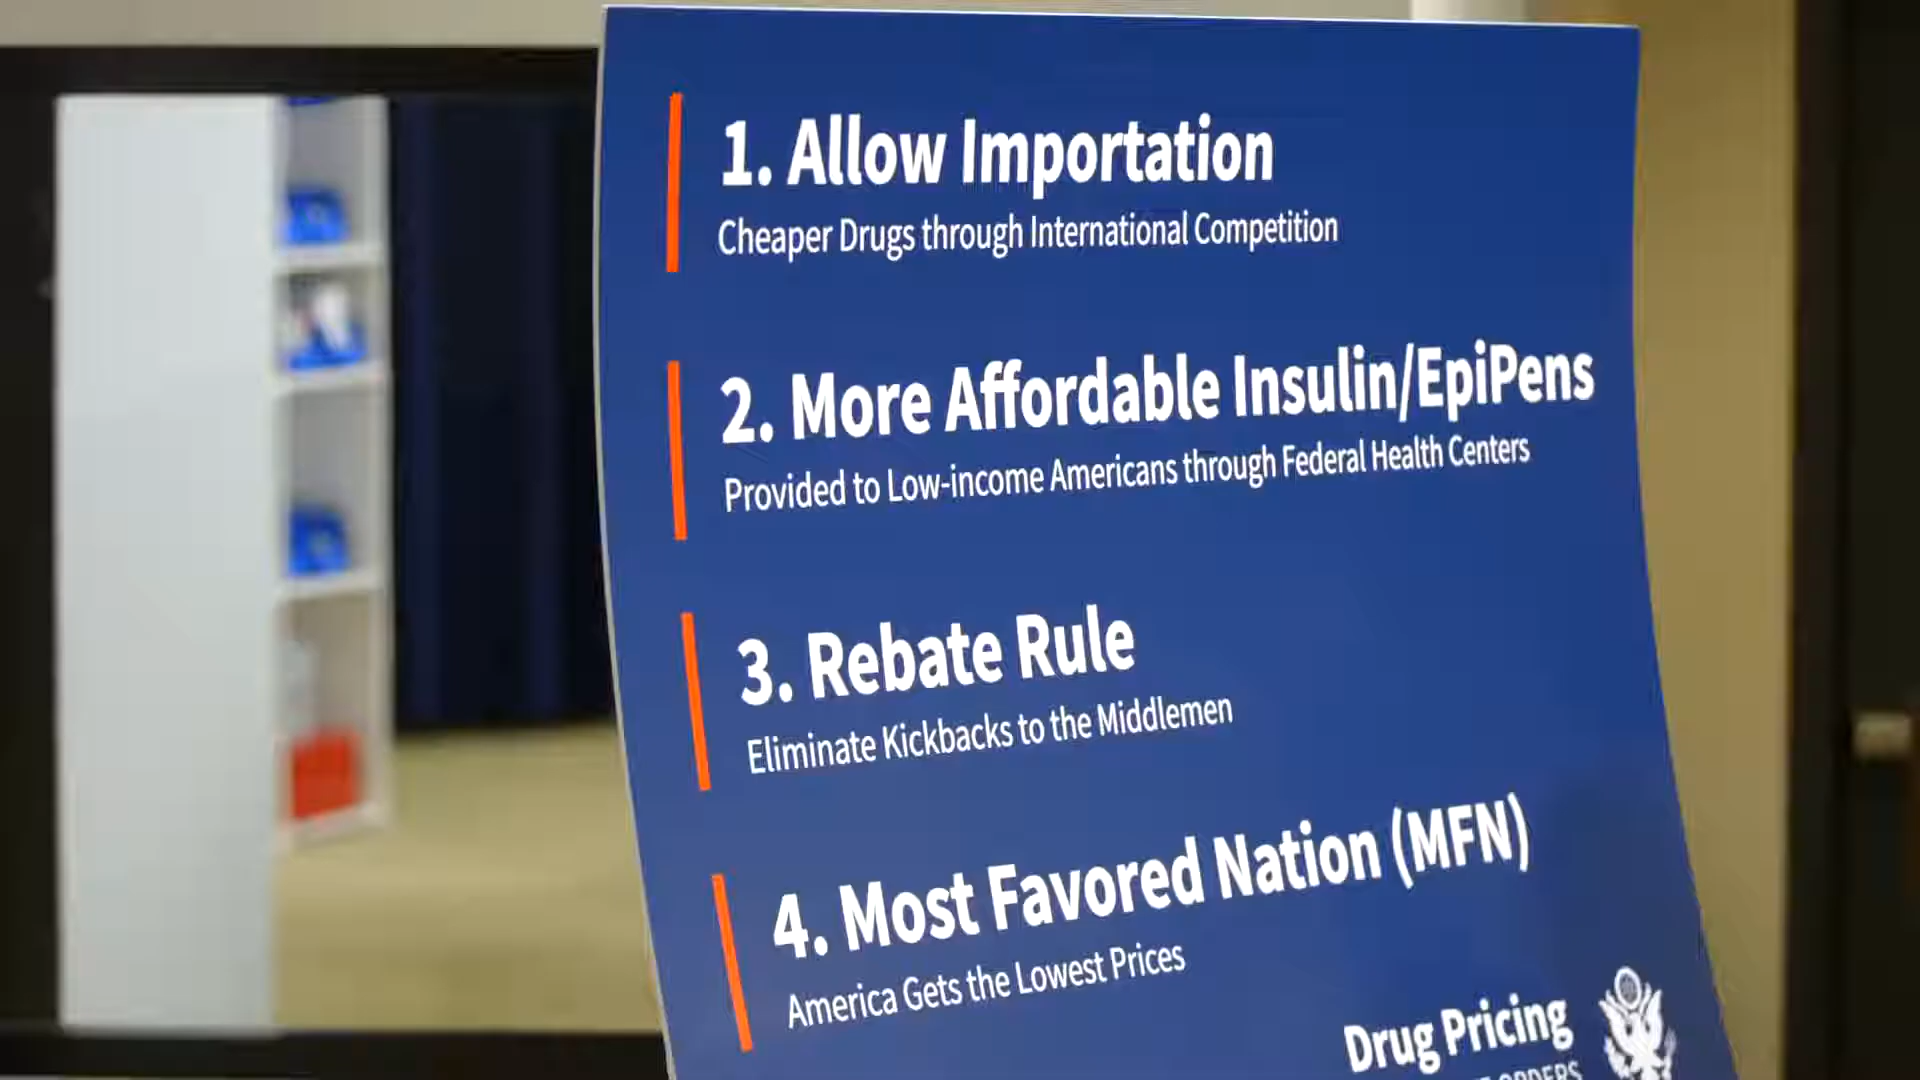 1. Allow Importation
Cheaper Drugs through International Competition
2. More Affordable Insulin/EpiPens
Provided to Low-income Americans through Federal Health Centers
3. Rebate Rule
Eliminate Kickbacks to the Middlemen
4. Most Favored Nation (MFN)
America Gets the Lowest Prices
Drug Pricing
ORDERS